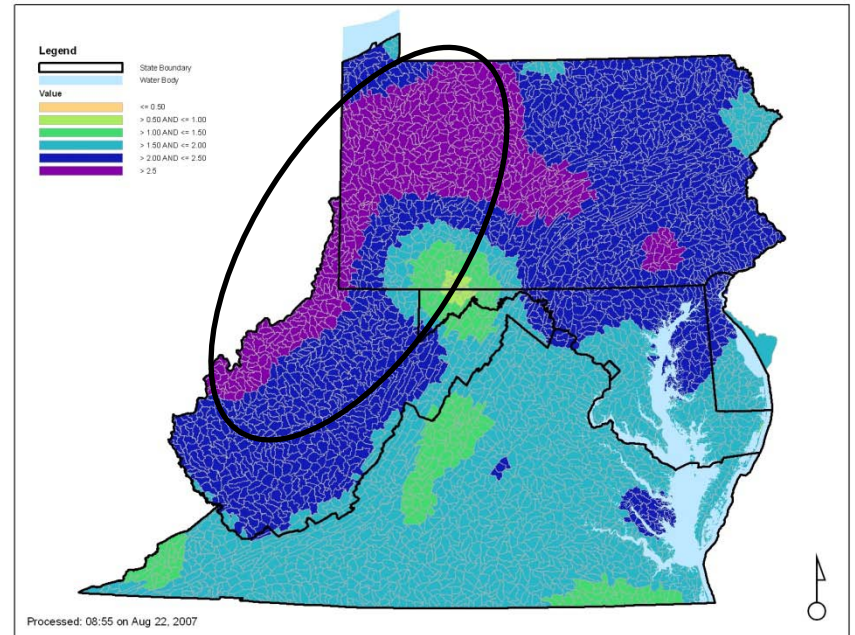 Legend
State Boundary
Water Body
Value
<= 0.50
> 0.50 AND <= 1.00
> 1.00 AND <= 1.50
> 1.50 AND <= 2.00
> 2.00 AND <= 2.50
> 2.5
Processed: 08:55 on Aug 22, 2007